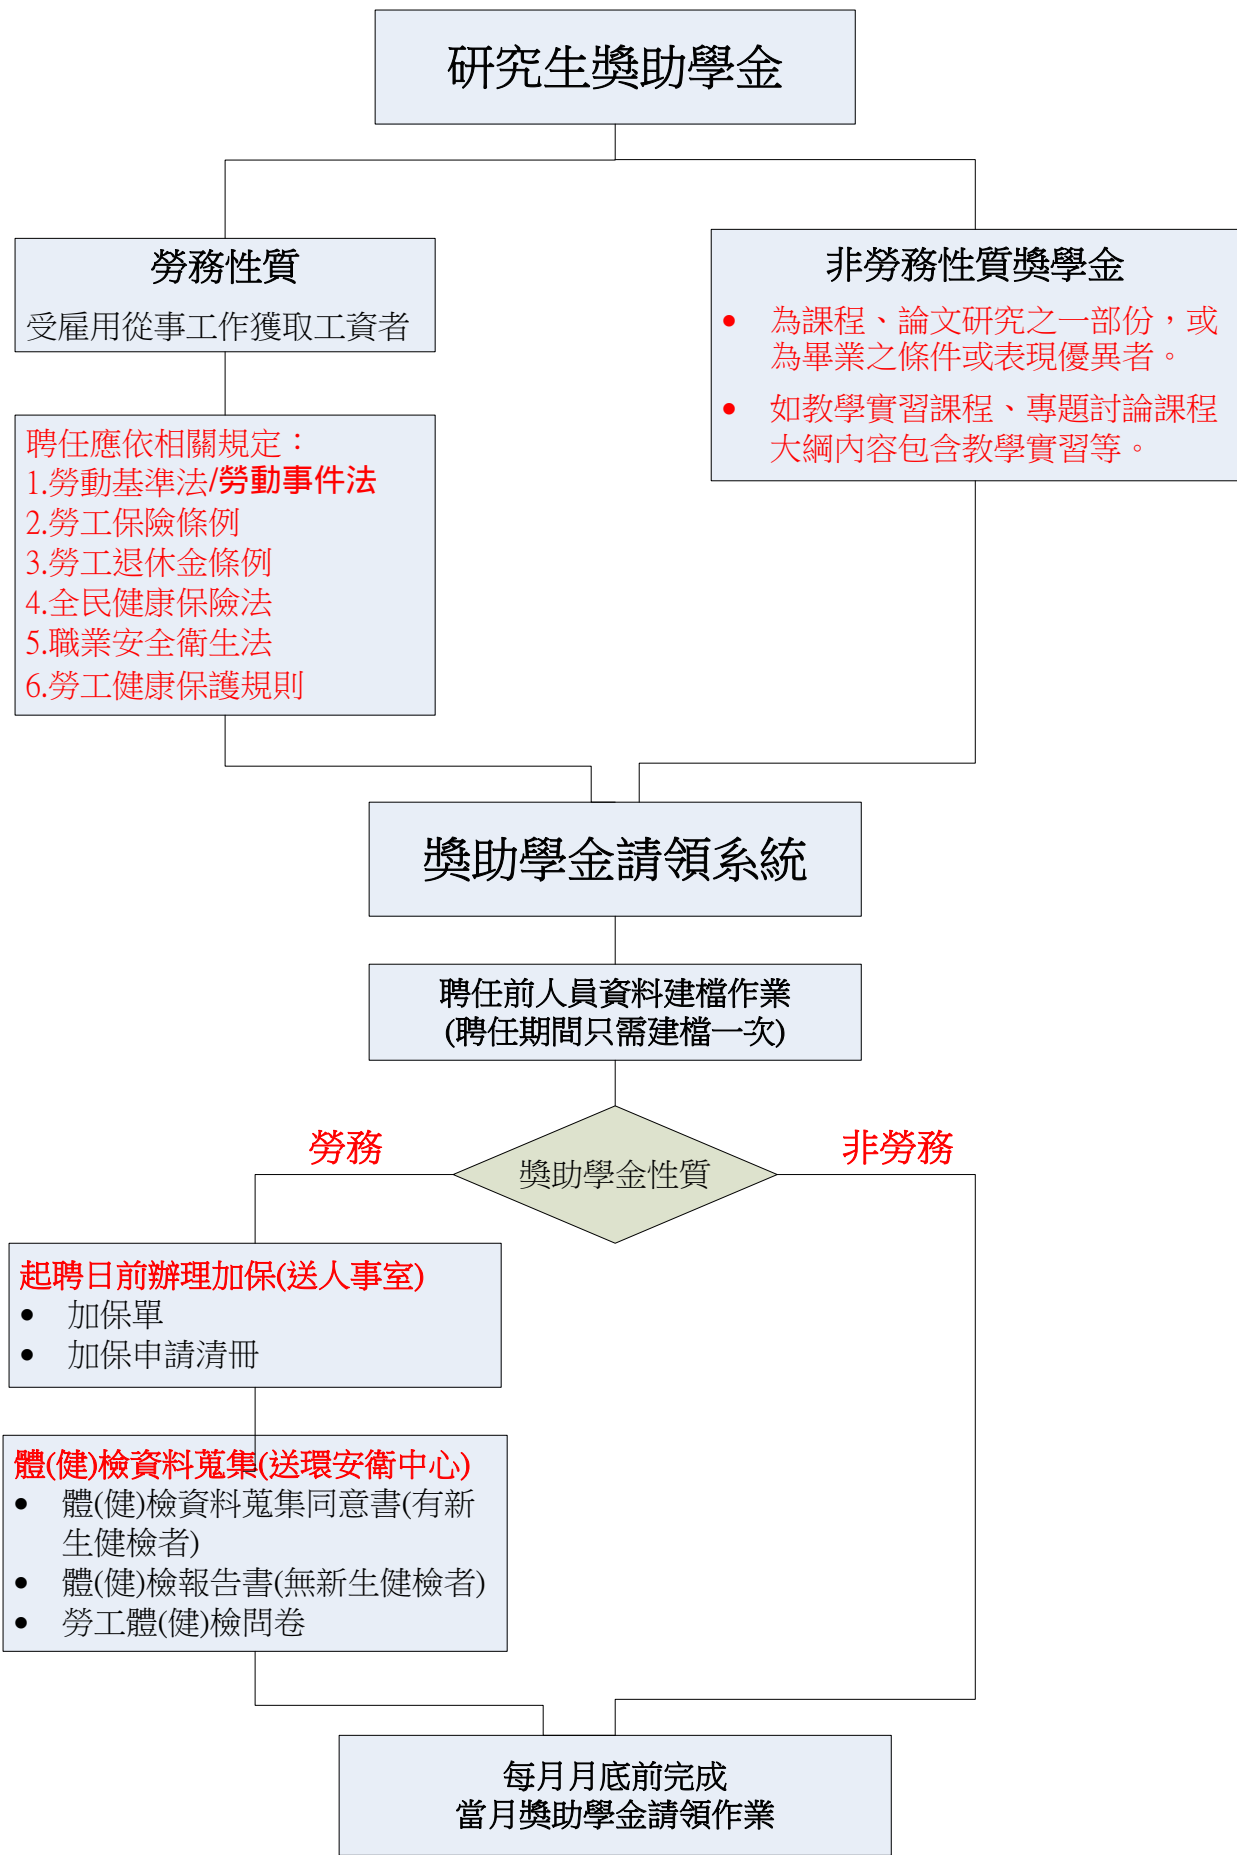 研究生獎助學金
勞務性質
受雇用從事工作獲取工資者
非勞務性質獎學金
• 為課程、論文研究之一部份，或
為畢業之條件或表現優異者。
• 如教學實習課程、專題討論課程
大綱內容包含教學實習等。
聘任應依相關規定：
1.勞動基準法/勞動事件法
2.勞工保險條例
3.勞工退休金條例
4.全民健康保險法
5.職業安全衛生法
6.勞工健康保護規則
獎助學金請領系統
聘任前人員資料建檔作業
(聘任期間只需建檔一次)
勞務
獎助學金性質
非勞務
起聘日前辦理加保(送人事室)
• 加保單
• 加保申請清冊
體(健)檢資料蒐集(送環安衛中心)
• 體(健)檢資料蒐集同意書(有新
生健檢者)
• 體(健)檢報告書(無新生健檢者)
• 勞工體(健)檢問卷
每月月底前完成
當月獎助學金請領作業